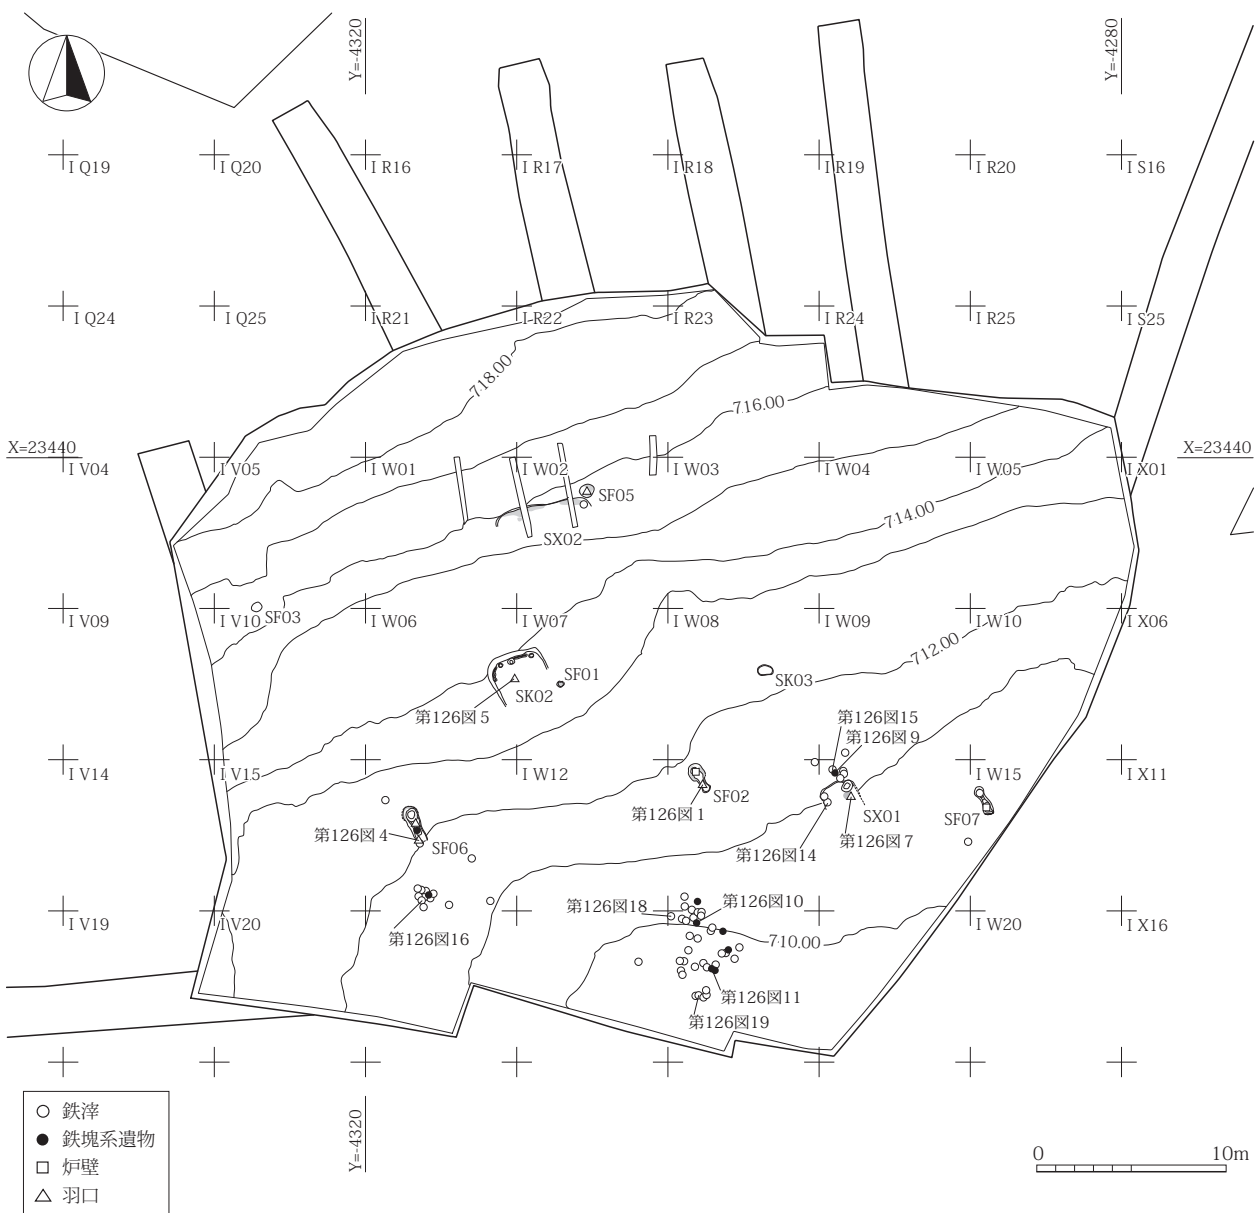 Y=-4320
Y=-4280
I Q19
I Q20
I R16
I R17
I R18
I R19
I R20
I S16
I Q24
I Q25
I R21
I R22
I R23
I R24
I R25
I S25
718.00
716.00
X=23440
X=23440
I V04
I V05
I W01
I W02
I W03
I W04
I W05
I X01
SF05
714.00
SX02
SF03
I V09
I V10
I W06
I W07
I W08
I W09
I W10
I X06
712.00
SF01
SK03
SK02
第126図5
第126図15
第126図9
I V14
I V15
I W12
I W15
I X11
SF02
第126図1
SX01
SF07
第126図4
SF06
第126図14
第126図7
第126図18
第126図10
I V19
I V20
I W20
I X16
第126図16
710.00
第126図11
第126図19
鉄滓
鉄塊系遺物
炉壁
羽口
Y=-4320
0 10m